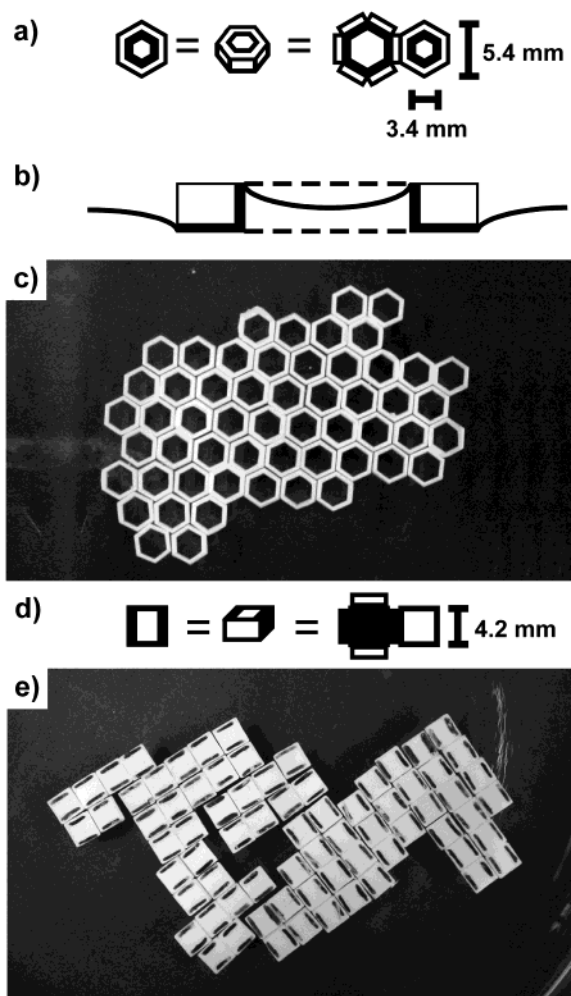 a)
= =
5.4 mm
3.4 mm
b)
c)
d)
= =
4.2 mm
e)